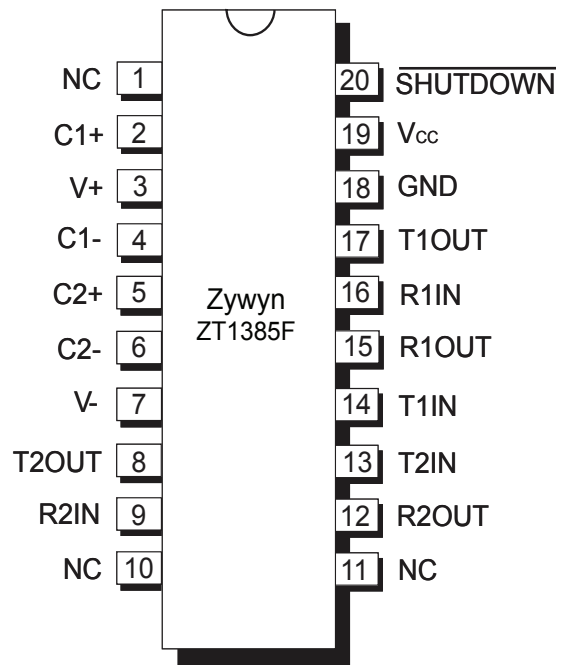 NC 1 20 SHUTDOWN
C1+ 2 19 Vcc
V+ 3 18 GND
C1- 4 17 T1OUT
C2+ 5 16 R1IN
Zywyn
ZT1385F
C2- 6 15 R1OUT
V- 7 14 T1IN
T2OUT 8 13 T2IN
R2IN 9 12 R2OUT
NC 10 11 NC